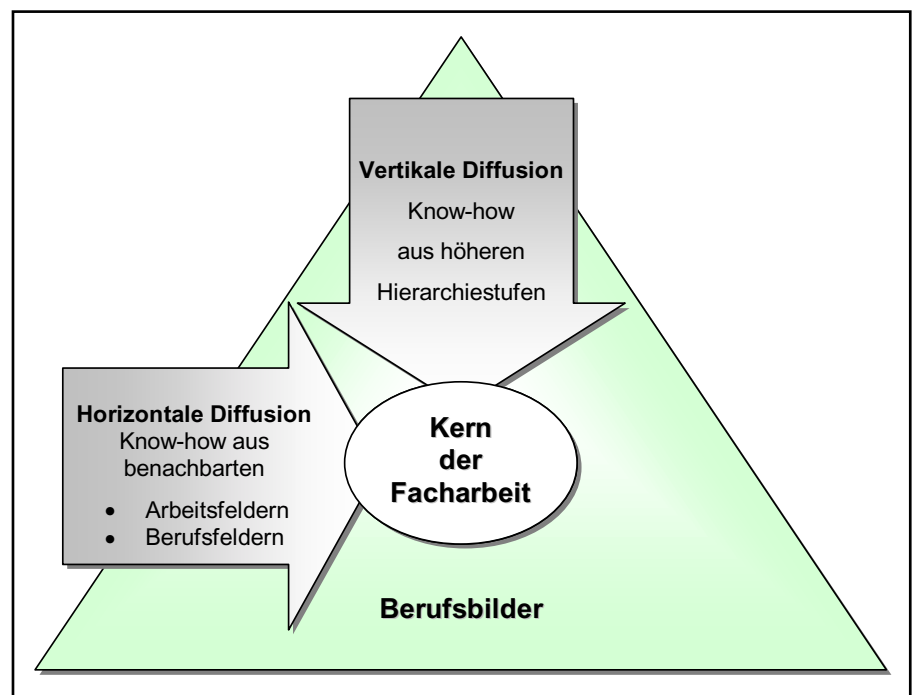 Vertikale Diffusion
Know-how
aus höheren
Hierarchiestufen
Horizontale Diffusion
Know-how aus
benachbarten
• Arbeitsfeldern
• Berufsfeldern
Kern
der
Facharbeit
Berufsbilder